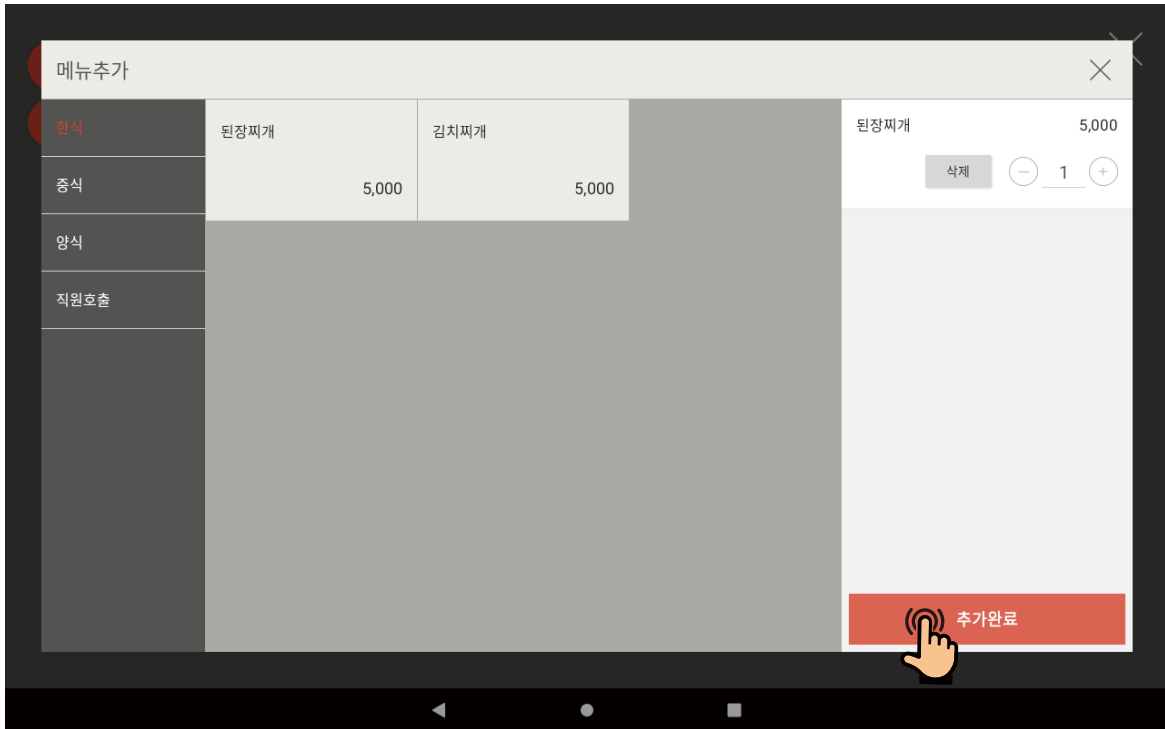 메뉴추가
한식
중식
양식
직원호출
된장찌개
5,000
김치찌개
5,000
된장찌개 5,000
삭제 1
추가완료